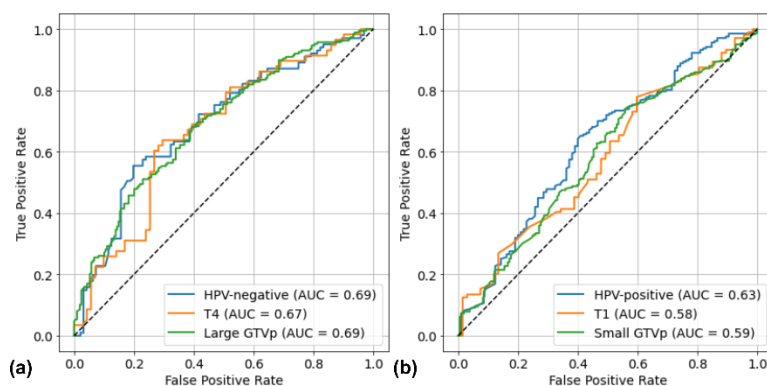 1.0
0.8
0.6
0.4
0.2
0.0
True Positive Rate
0.0 0.2 0.4 0.6 0.8 1.0
False Positive Rate
HPV-negative (AUC = 0.69)
T4 (AUC = 0.67)
Large GTVp (AUC = 0.69)
(a)
1.0
0.8
0.6
0.4
0.2
0.0
True Positive Rate
0.0 0.2 0.4 0.6 0.8 1.0
False Positive Rate
HPV-positive (AUC = 0.63)
T1 (AUC = 0.58)
Small GTVp (AUC = 0.59)
(b)